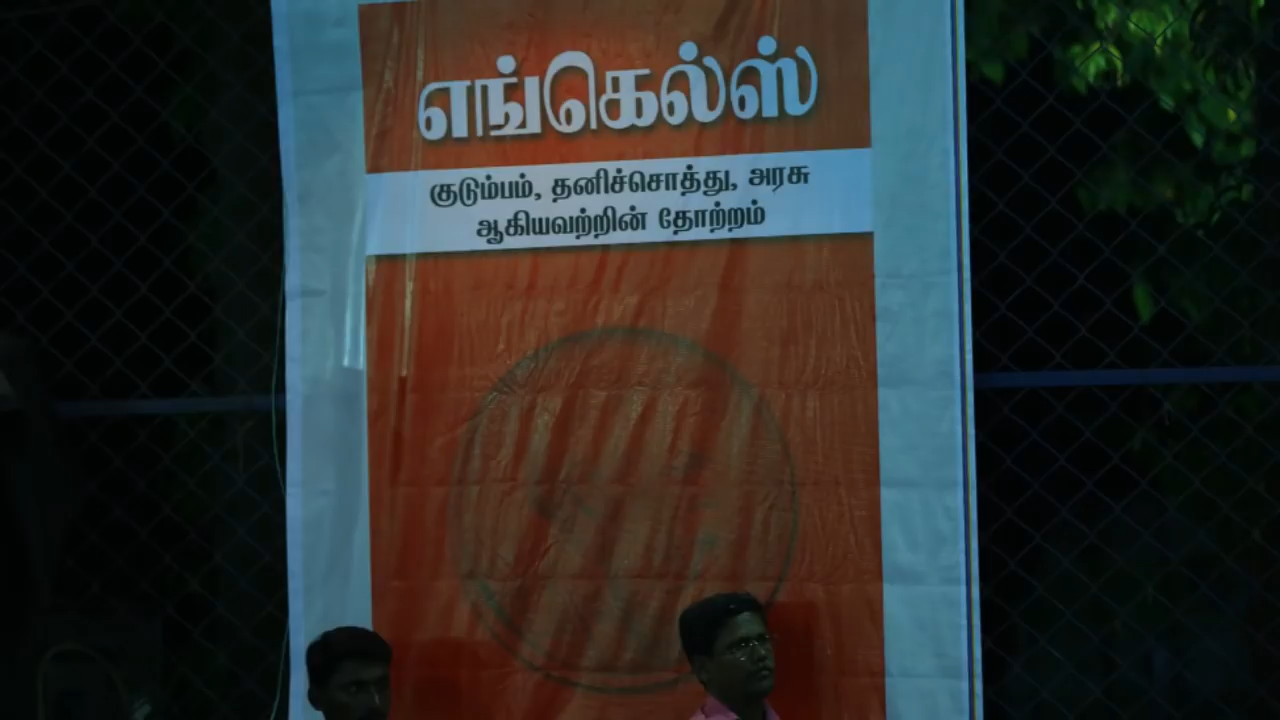 எங்கெல்ஸ்
குடும்பம், தனிச்சொத்து, அரசு
ஆகியவற்றின் தோற்றம்